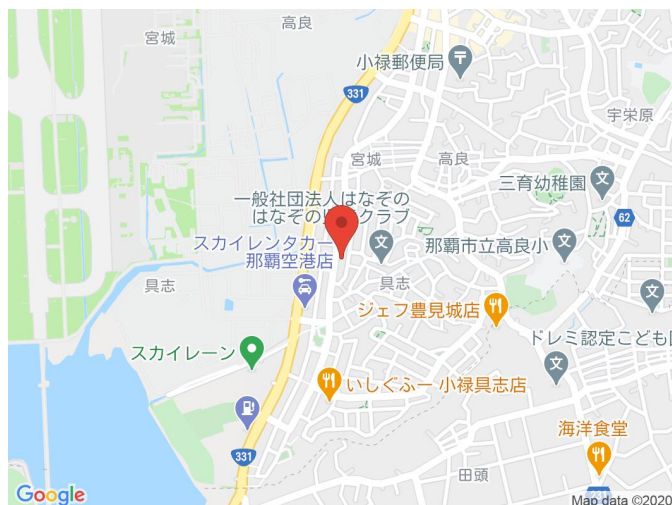 宮城
高良
小禄郵便局
331
宇栄原
宮城
高良
三育幼稚園
一般社団法人はなぞの
はなぞの
クラブ
62
スカイレンタカー
那覇空港店
那覇市立高良小
具志
具志
ジェフ豊見城店
スカイレーン
ドレミ認定こども
いしぐふー 小禄具志店
海洋食堂
331
田頭
231
Google
Map data ©2020